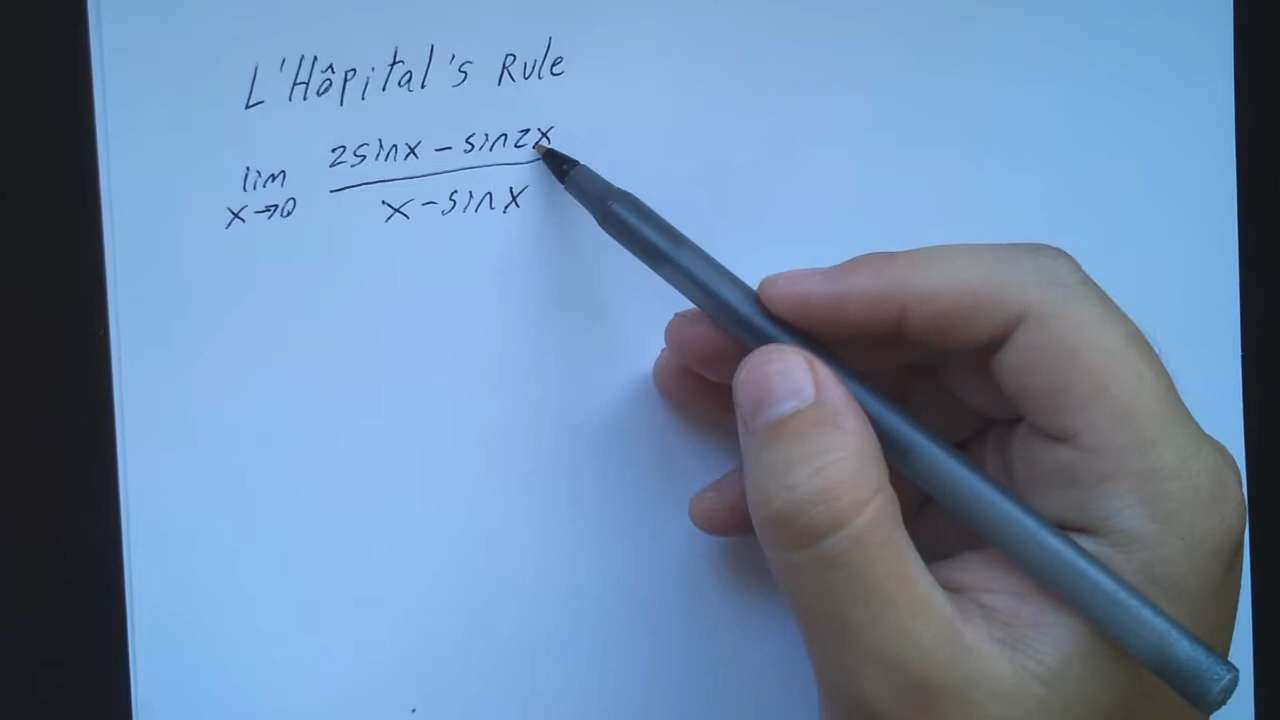 L'Hôpital's Rule
lim x→0 (2sinx - sin2x)/(x - sinx)